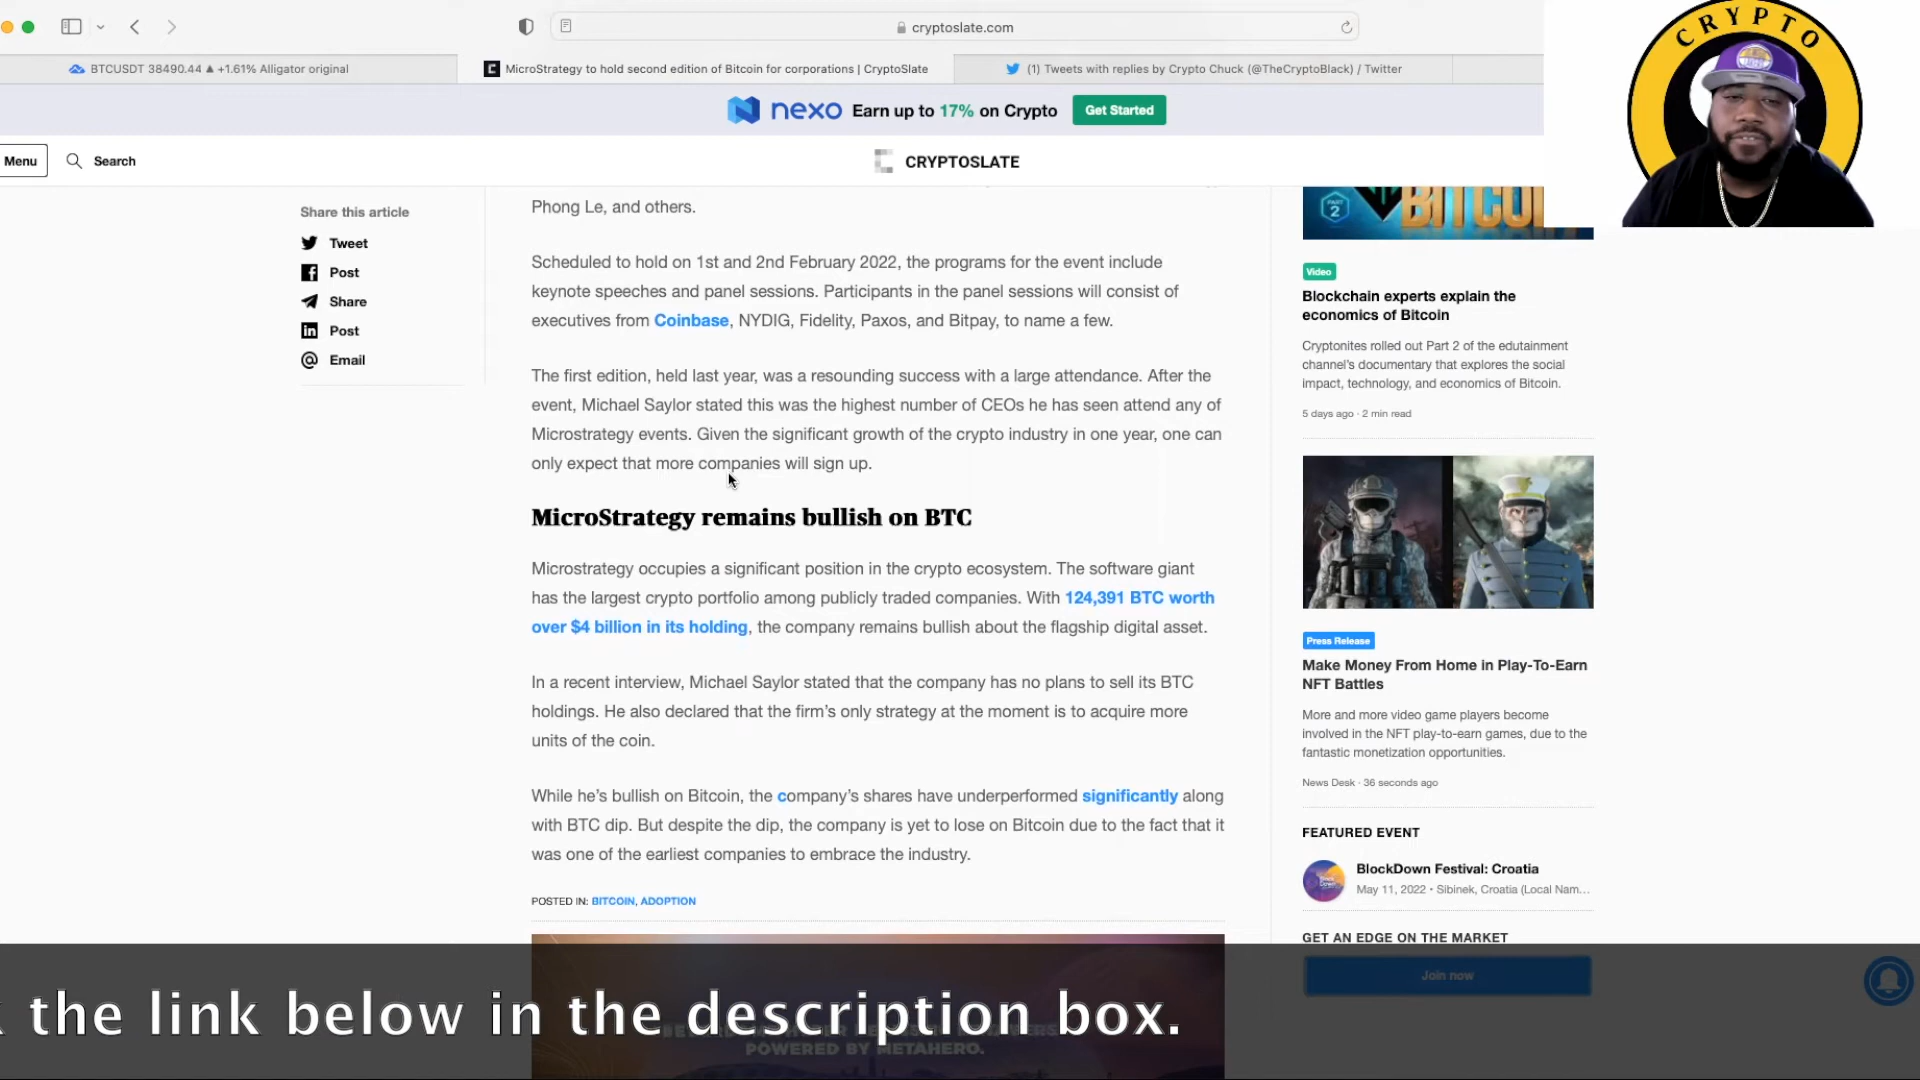 CRYPTO
cryptoslate.com
BTCUSDT 38490.44 ▲ +1.61% Alligator original
MicroStrategy to hold second edition of Bitcoin for corporations | CryptoSlate
(1) Tweets with replies by Crypto Chuck (@TheCryptoBlack) / Twitter
nexo Earn up to 17% on Crypto Get Started
Menu Search
CRYPTOSLATE
Share this article
Tweet
Post
Share
Post
Email
Phong Le, and others.
Scheduled to hold on 1st and 2nd February 2022, the programs for the event include
keynote speeches and panel sessions. Participants in the panel sessions will consist of
executives from Coinbase, NYDIG, Fidelity, Paxos, and Bitpay, to name a few.
The first edition, held last year, was a resounding success with a large attendance. After the
event, Michael Saylor stated this was the highest number of CEOs he has seen attend any of
Microstrategy events. Given the significant growth of the crypto industry in one year, one can
only expect that more companies will sign up.
MicroStrategy remains bullish on BTC
Microstrategy occupies a significant position in the crypto ecosystem. The software giant
has the largest crypto portfolio among publicly traded companies. With 124,391 BTC worth
over $4 billion in its holding, the company remains bullish about the flagship digital asset.
In a recent interview, Michael Saylor stated that the company has no plans to sell its BTC
holdings. He also declared that the firm's only strategy at the moment is to acquire more
units of the coin.
While he's bullish on Bitcoin, the company's shares have underperformed significantly along
with BTC dip. But despite the dip, the company is yet to lose on Bitcoin due to the fact that it
was one of the earliest companies to embrace the industry.
POSTED IN: BITCOIN, ADOPTION
PART
2
Video
Blockchain experts explain the
economics of Bitcoin
Cryptonites rolled out Part 2 of the edutainment
channel's documentary that explores the social
impact, technology, and economics of Bitcoin.
5 days ago · 2 min read
Press Release
Make Money From Home in Play-To-Earn
NFT Battles
More and more video game players become
involved in the NFT play-to-earn games, due to the
fantastic monetization opportunities.
News Desk · 36 seconds ago
FEATURED EVENT
BlockDown Festival: Croatia
May 11, 2022 • Sibinek, Croatia (Local Nam...
GET AN EDGE ON THE MARKET
Join now
the link below in the description box.
POWERED BY METAHERO.